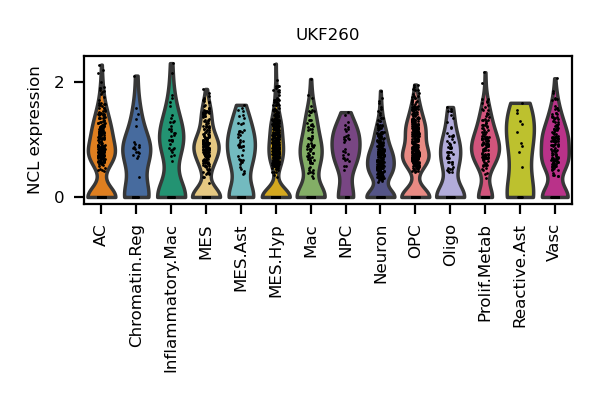 UKF260
NCL expression
2
0
AC
Chromatin.Reg
Inflammatory.Mac
MES
MES.Ast
MES.Hyp
Mac
NPC
Neuron
OPC
Oligo
Prolif.Metab
Reactive.Ast
Vasc